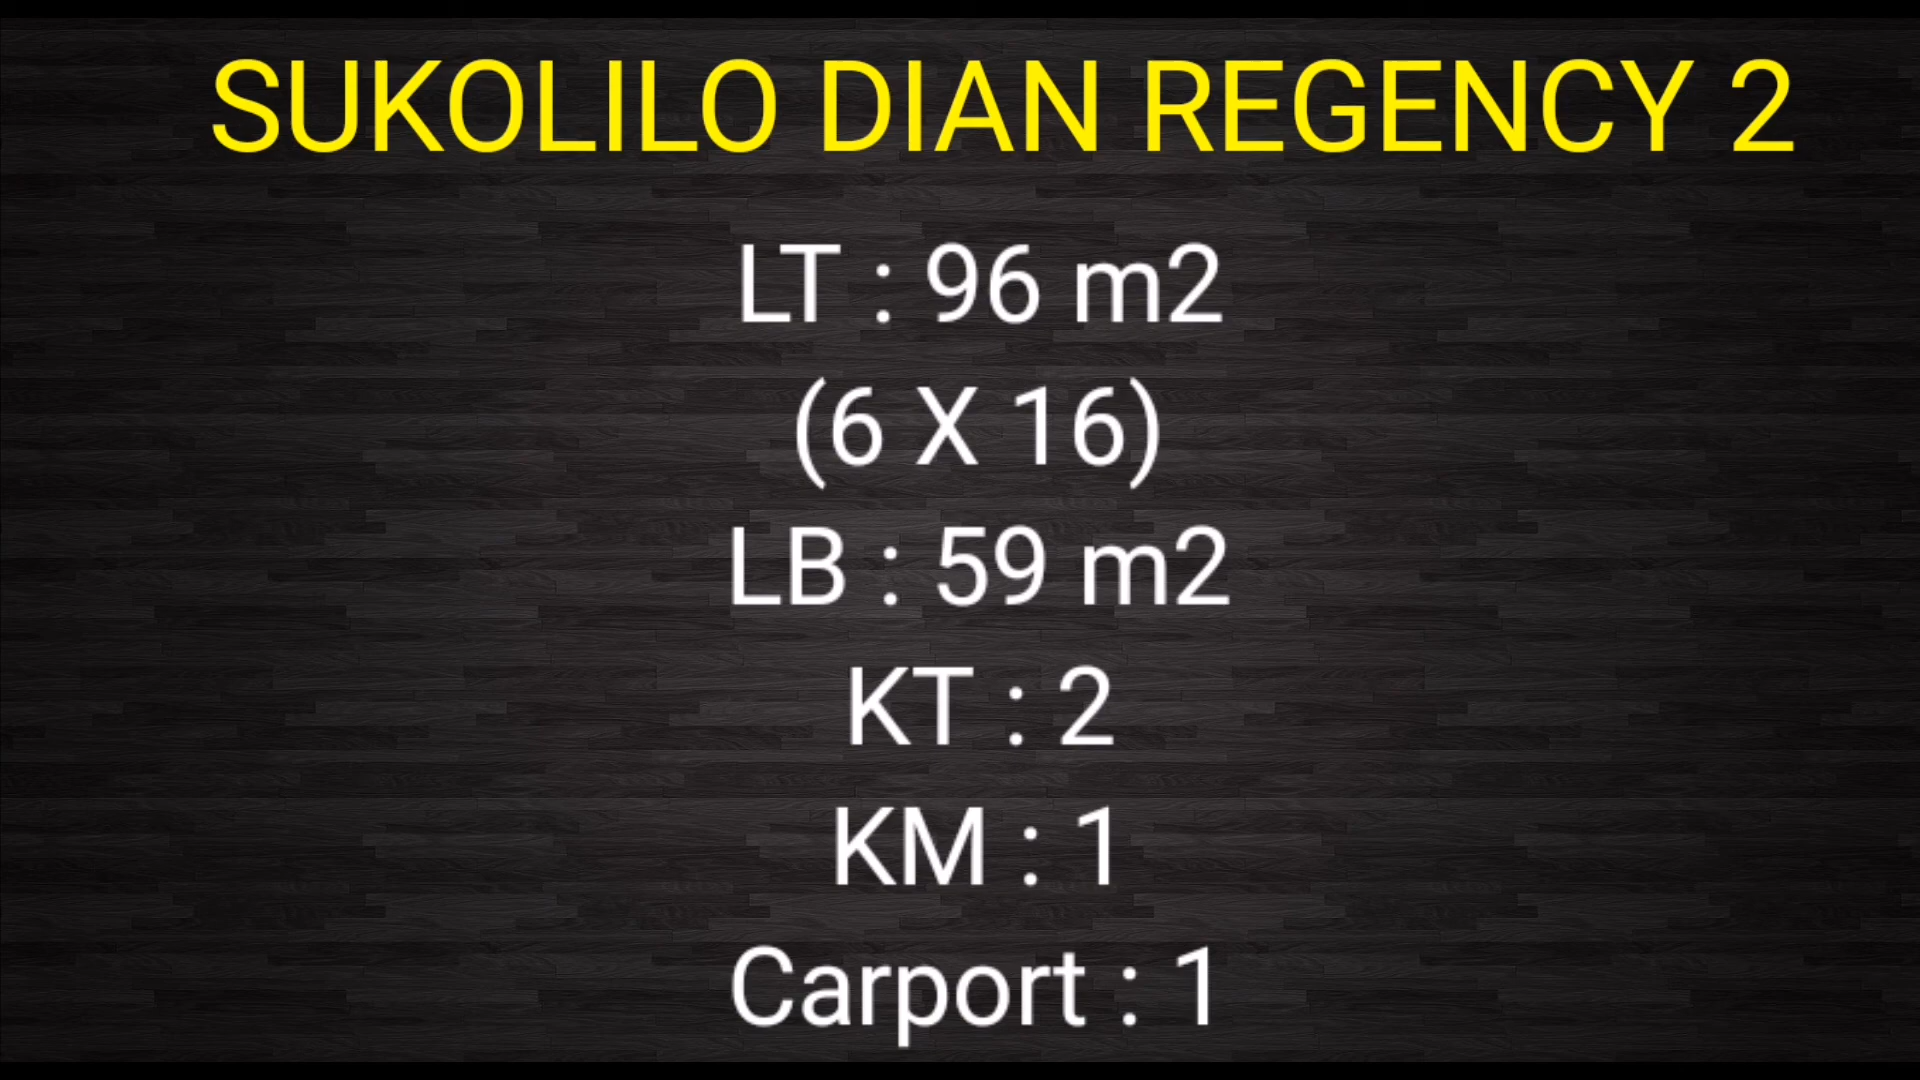 SUKOLILO DIAN REGENCY 2
LT : 96 m2
(6 X 16)
LB : 59 m2
KT : 2
KM : 1
Carport : 1